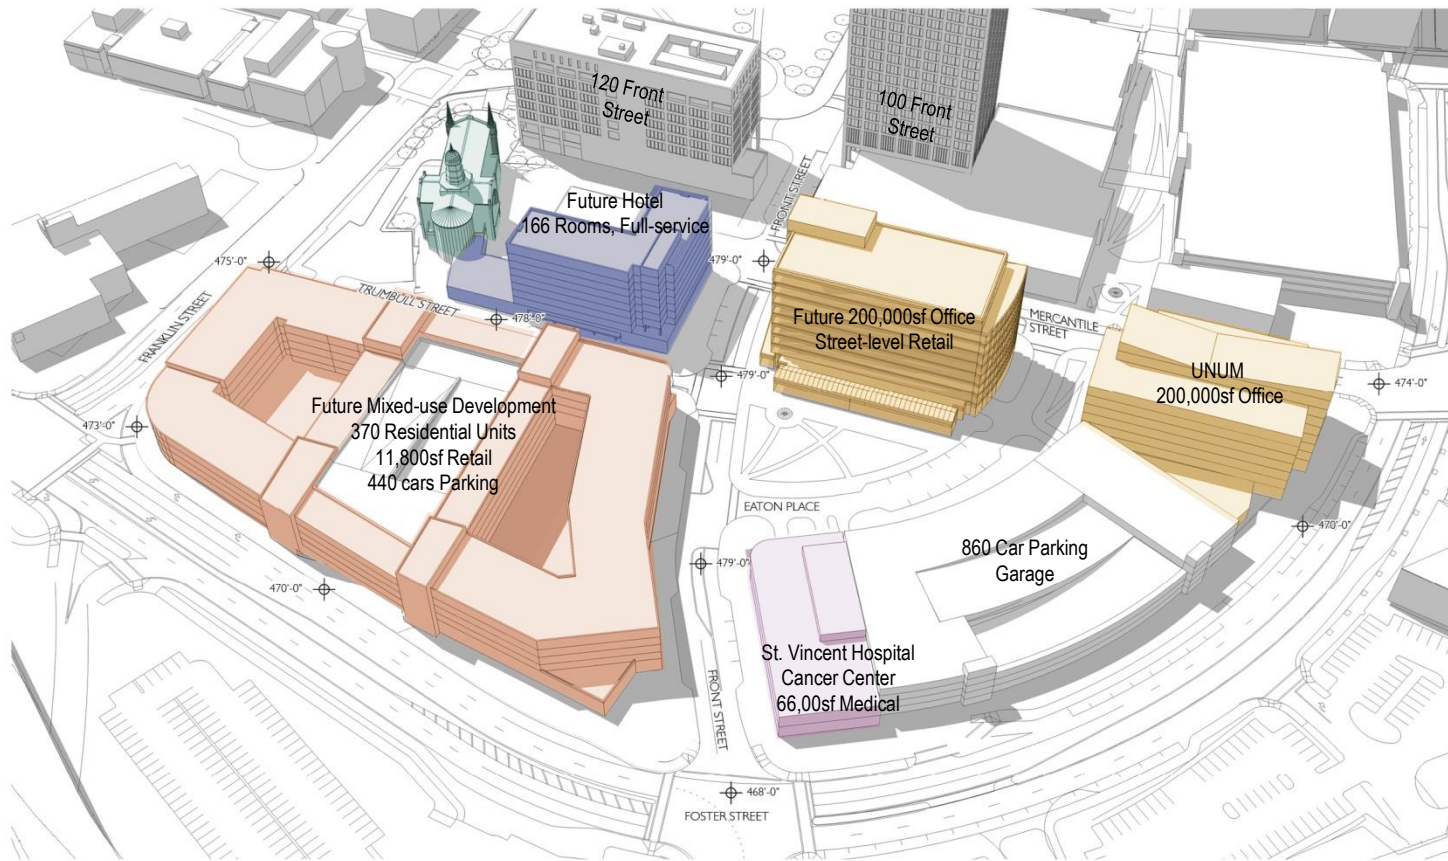 120 Front
Street
100 Front
Street
FRONT STREET
Future Hotel
166 Rooms, Full-service
475'-0"
479'-0"
TRUMBULL STREET
FRANKLIN STREET
478'-0"
Future 200,000sf Office
Street-level Retail
MERCANTILE
STREET
UNUM
200,000sf Office
479'-0"
474'-0"
Future Mixed-use Development
370 Residential Units
11,800sf Retail
440 cars Parking
473'-0"
EATON PLACE
470'-0"
860 Car Parking
Garage
479'-0"
470'-0"
St. Vincent Hospital
Cancer Center
66,00sf Medical
FRONT STREET
468'-0"
FOSTER STREET